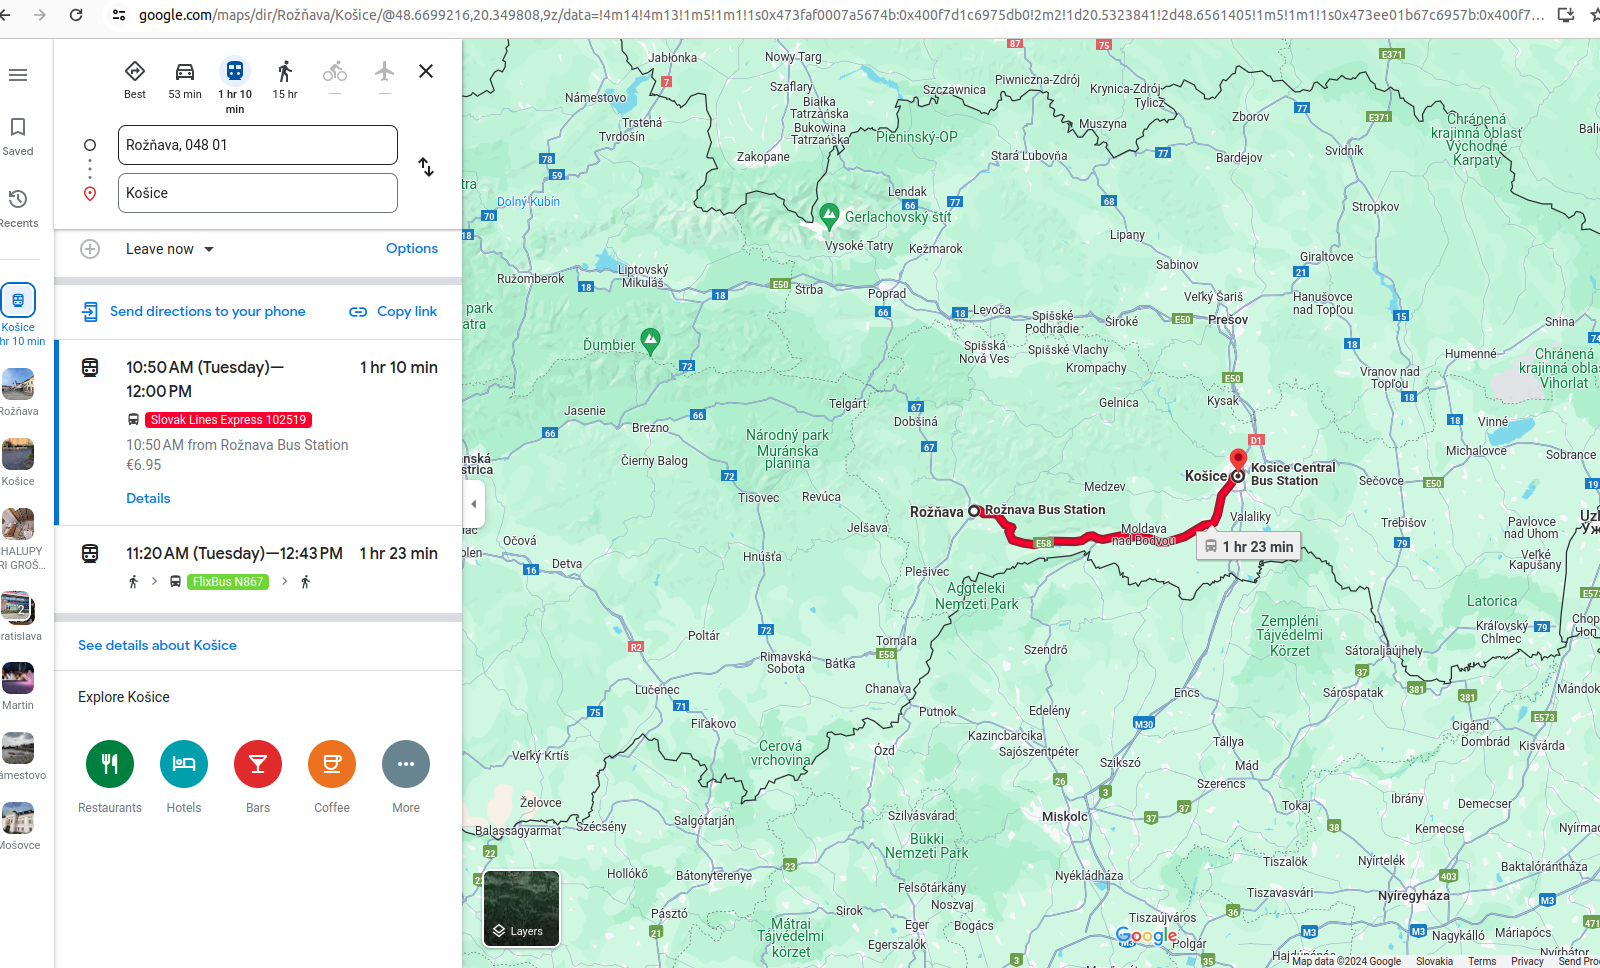 google.com/maps/dir/Rožňava/Košice/@48.6699216,20.349808,9z/data=!4m14!4m13!1m5!1m1!1s0x473faf0007a5674b:0x400f7d1c6975db0!2m2!1d20.5323841!2d48.6561405!1m5!1m1!1s0x473ee01b67c6957b:0x400f7...
Best
53 min
1 hr 10
min
15 hr
Saved
Recents
Rožňava, 048 01
Košice
Leave now
Options
Send directions to your phone
Copy link
10:50 AM (Tuesday)—
12:00 PM
1 hr 10 min
Slovak Lines Express 102519
10:50 AM from Rožnava Bus Station
€6.95
Details
11:20 AM (Tuesday)—12:43 PM
1 hr 23 min
FlixBus N867
See details about Košice
Explore Košice
Restaurants
Hotels
Bars
Coffee
More
Košice
hr 10 min
Rožňava
Košice
HALUPY
RI GROŠ...
2
ratislava
Martin
ámestovo
Mošovce
Jabłonka
Nowy Targ
Námestovo
Szaflary
Białka
Tatrzańska
Bukowina
Tatrzańska
Trstená
Tvrdošín
Zakopane
Dolný Kubín
Szczawnica
Pieninský-OP
Piwniczna-Zdrój
Krynica-Zdrój
Tylicz
Muszyna
Stará Ľubovňa
Zborov
Bardejov
Svidník
Chránená
krajinná oblasť
Východné
Karpaty
Stropkov
Lendak
Gerlachovský štít
Vysoké Tatry
Kežmarok
Lipany
Sabinov
Giraltovce
Ružomberok
Liptovský
Mikuláš
Štrba
Poprad
Levoča
Spišské
Podhradie
Široké
Veľký Šariš
Prešov
Hanušovce
nad Topľou
Snina
Humenné
Ďumbier
Spišská
Nová Ves
Spišské Vlachy
Krompachy
Vranov nad
Topľou
Chránená
krajinná obla
Vihorlat
Jasenie
Brezno
Telgárt
Dobšiná
Gelnica
Kysak
Vinné
Michalovce
Sobrance
Čierny Balog
Národný park
Muránska
planina
Tisovec
Revúca
Medzev
Košice
Kosice Central
Bus Station
Sečovce
Rožňava
Rožnava Bus Station
Jelšava
Moldava
nad Bodvou
Valaliky
1 hr 23 min
Trebišov
Pavlovce
nad Uhom
Veľké
Kapušany
Očová
Detva
Hnúšťa
Plešivec
Aggteleki
Nemzeti Park
Zempléni
Tájvédelmi
Körzet
Latorica
Kráľovský
Chlmec
Sátoraljaújhely
Poltár
Rimavská
Sobota
Bátka
Tornaľa
Szendrő
Lučenec
Chanava
Encs
Sárospatak
Putnok
Edelény
Fiľakovo
Kazincbarcika
Sajószentpéter
Cigánd
Dombrád
Kisvárda
Veľký Krtíš
Cerová
vrchovina
Ózd
Szikszó
Tállya
Mád
Szerencs
Želovce
Balassagyarmat
Szécsény
Salgótarján
Szilvásvárad
Miskolc
Tokaj
Ibrány
Demecser
Kemecse
Bükki
Nemzeti Park
Hollókő
Bátonyterenye
Felsőtárkány
Noszvaj
Nyékládháza
Tiszalök
Nyírtelek
Baktalórántháza
Nyíregyháza
Tiszavasvári
Pásztó
Mátrai
Tájvédelmi
körzet
Sirok
Eger
Bogács
Egerszalók
Tiszaújváros
Polgár
Nagykálló
Máriapócs
Layers
Google
Map data ©2024 Google
Slovakia
Terms
Privacy
Send Pro